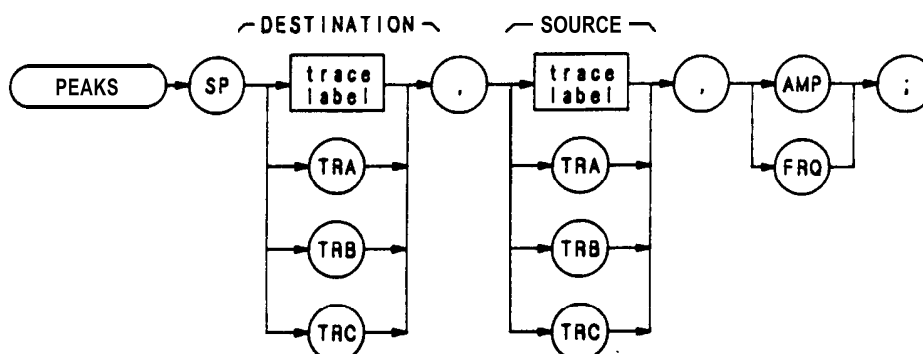 DESTINATION SOURCE
PEAKS SP trace label , trace label , AMP ;
TRA TRA FRQ
TRB TRB
TRC TRC